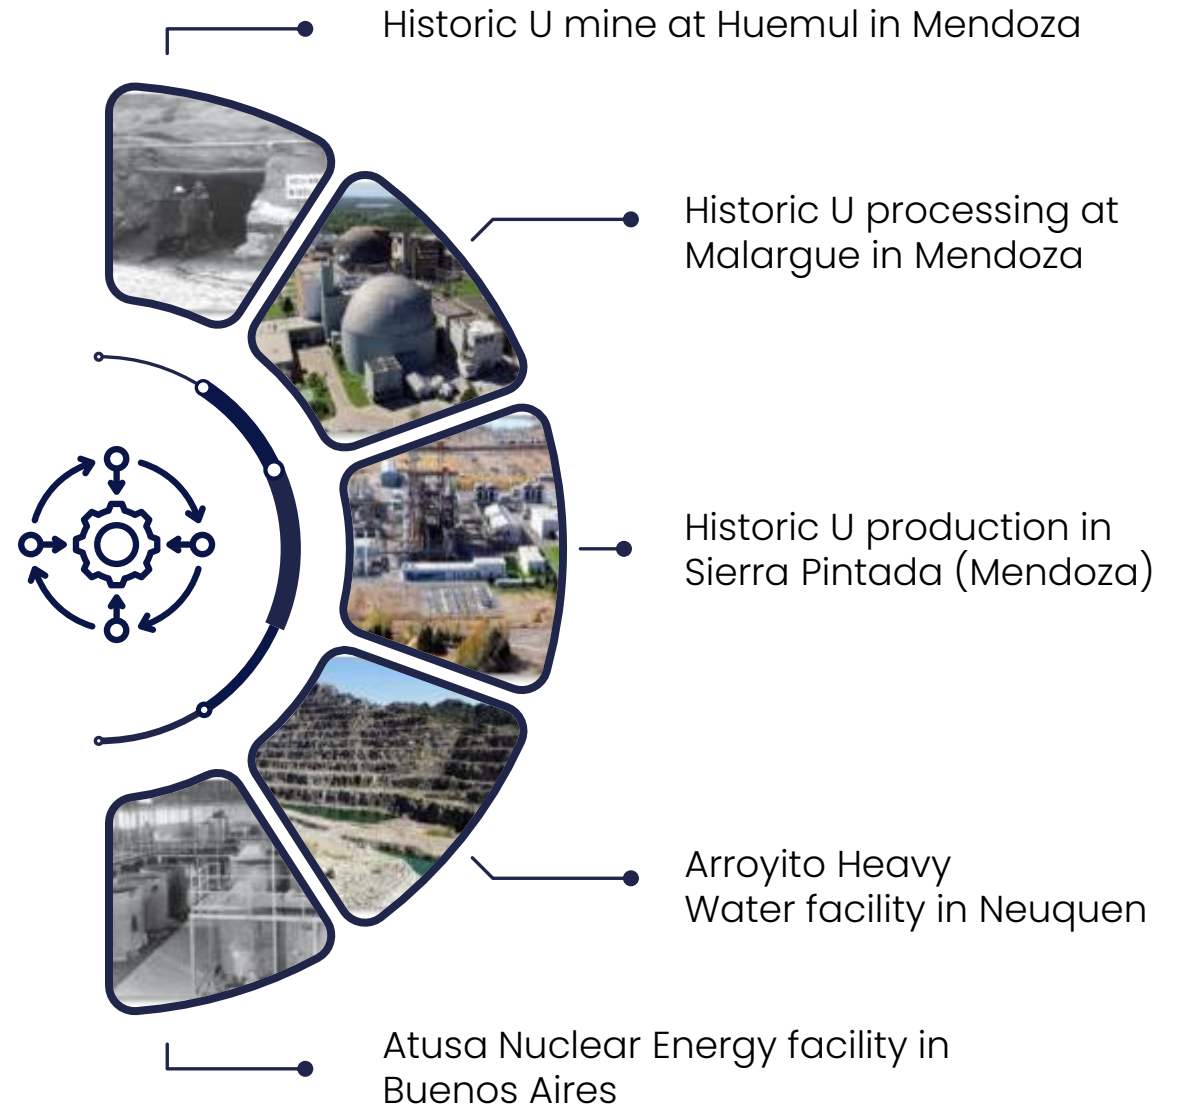 Historic U mine at Huemul in Mendoza
Historic U processing at
Malargue in Mendoza
Historic U production in
Sierra Pintada (Mendoza)
Arroyito Heavy
Water facility in Neuquen
Atusa Nuclear Energy facility in
Buenos Aires